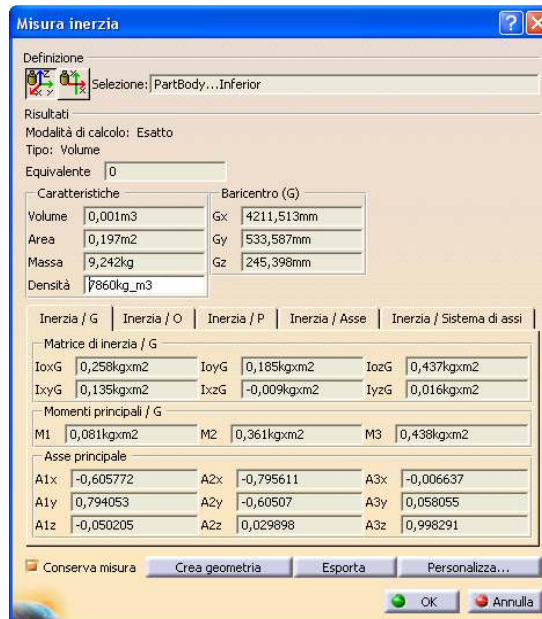 Misura inerzia
Definizione
Selezione: PartBody...Inferior
Risultati
Modalità di calcolo: Esatto
Tipo: Volume
Equivalente 0
Caratteristiche Baricentro (G)
Volume 0,001m3 Gx 4211,513mm
Area 0,197m2 Gy 533,587mm
Massa 9,242kg Gz 245,398mm
Densità 7860kg_m3
Inerzia / G Inerzia / O Inerzia / P Inerzia / Asse Inerzia / Sistema di assi
Matrice di inerzia / G
IoxG 0,258kgxm2 IoyG 0,185kgxm2 IozG 0,437kgxm2
IxyG 0,135kgxm2 IxzG -0,009kgxm2 IyzG 0,016kgxm2
Momenti principali / G
M1 0,081kgxm2 M2 0,361kgxm2 M3 0,438kgxm2
Asse principale
A1x -0,605772 A2x -0,795611 A3x -0,006637
A1y 0,794053 A2y -0,60507 A3y 0,058055
A1z -0,050205 A2z 0,029898 A3z 0,998291
Conserva misura Crea geometria Esporta Personalizza...
OK Annulla